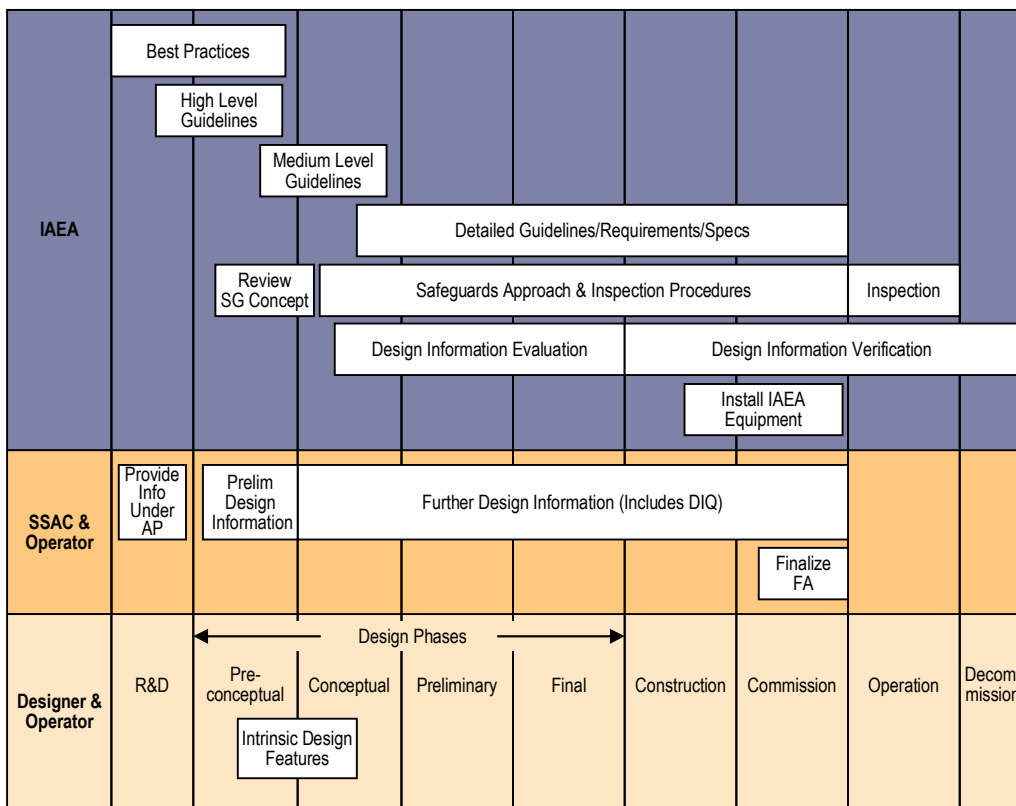 Best Practices
High Level
Guidelines
Medium Level
Guidelines
IAEA
Detailed Guidelines/Requirements/Specs
Review
SG Concept
Safeguards Approach & Inspection Procedures
Inspection
Design Information Evaluation
Design Information Verification
Install IAEA
Equipment
SSAC &
Operator
Provide
Info
Under
AP
Prelim
Design
Information
Further Design Information (Includes DIQ)
Finalize
FA
Designer &
Operator
Design Phases
R&D
Pre-
conceptual
Conceptual
Preliminary
Final
Construction
Commission
Operation
Decom-
mission
Intrinsic Design
Features